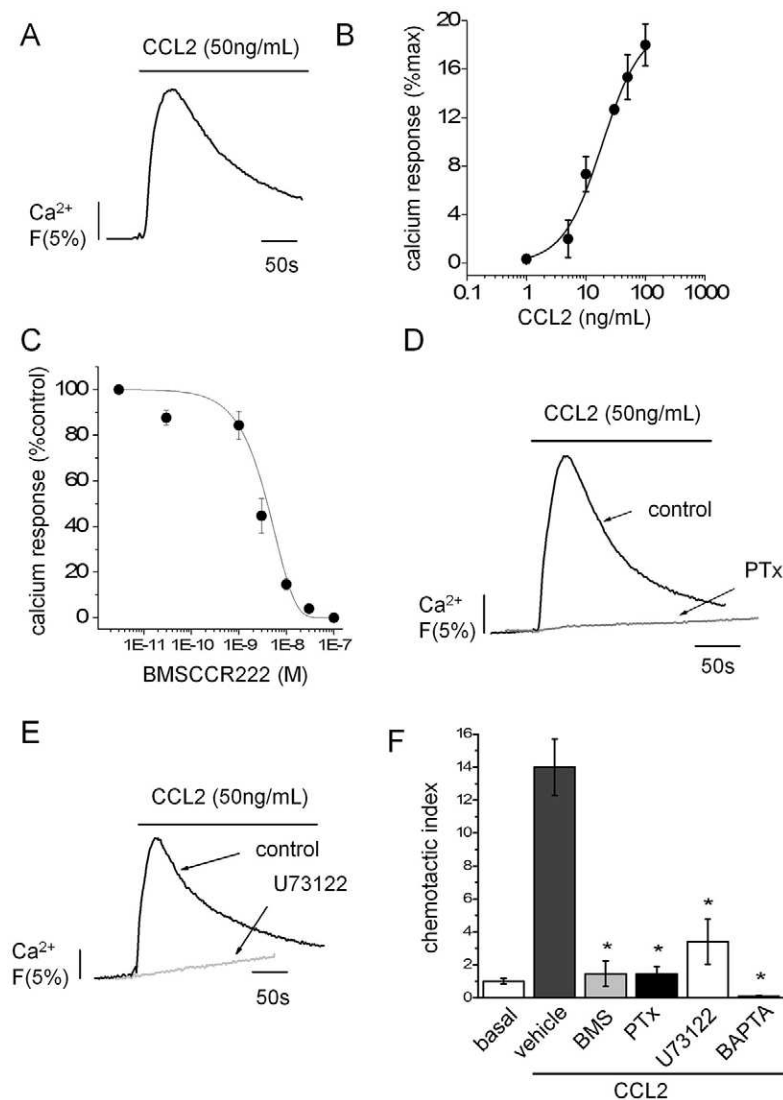 A
CCL2 (50ng/mL)
Ca²⁺
F(5%)
50s
B
calcium response (%max)
20
16
12
8
4
0
0.1 1 10 100 1000
CCL2 (ng/mL)
C
calcium response (%control)
100
80
60
40
20
0
1E-11 1E-10 1E-9 1E-8 1E-7
BMSCCR222 (M)
D
CCL2 (50ng/mL)
control
PTx
Ca²⁺
F(5%)
50s
E
CCL2 (50ng/mL)
control
U73122
Ca²⁺
F(5%)
50s
F
chemotactic index
16
14
12
10
8
6
4
2
0
* * * *
basal vehicle BMS PTx U73122 BAPTA
CCL2